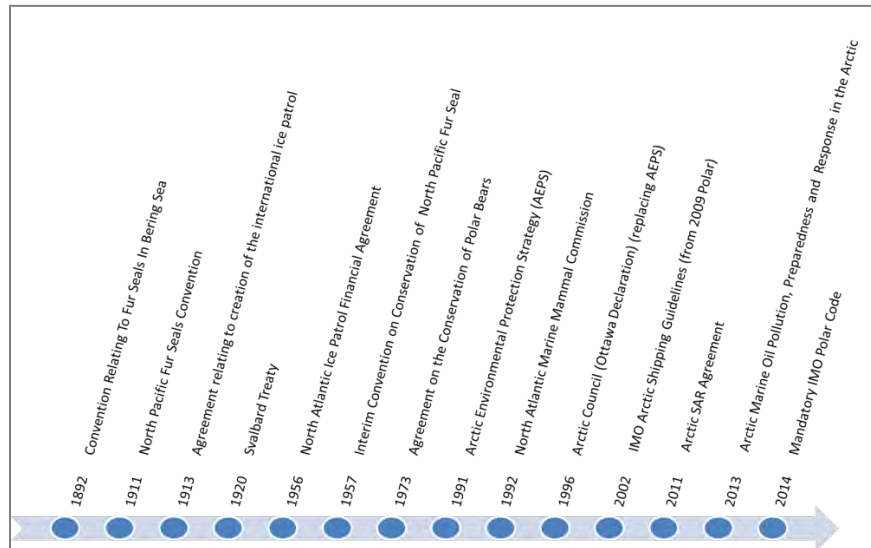 1892 Convention Relating To Fur Seals In Bering Sea
1911 North Pacific Fur Seals Convention
1913 Agreement relating to creation of the international ice patrol
1920 Svalbard Treaty
1956 North Atlantic Ice Patrol Financial Agreement
1957 Interim Convention on Conservation of North Pacific Fur Seal
1973 Agreement on the Conservation of Polar Bears
1991 Arctic Environmental Protection Strategy (AEPS)
1992 North Atlantic Marine Mammal Commission
1996 Arctic Council (Ottawa Declaration) (replacing AEPS)
2002 IMO Arctic Shipping Guidelines (from 2009 Polar)
2011 Arctic SAR Agreement
2013 Arctic Marine Oil Pollution, Preparedness and Response in the Arctic
2014 Mandatory IMO Polar Code